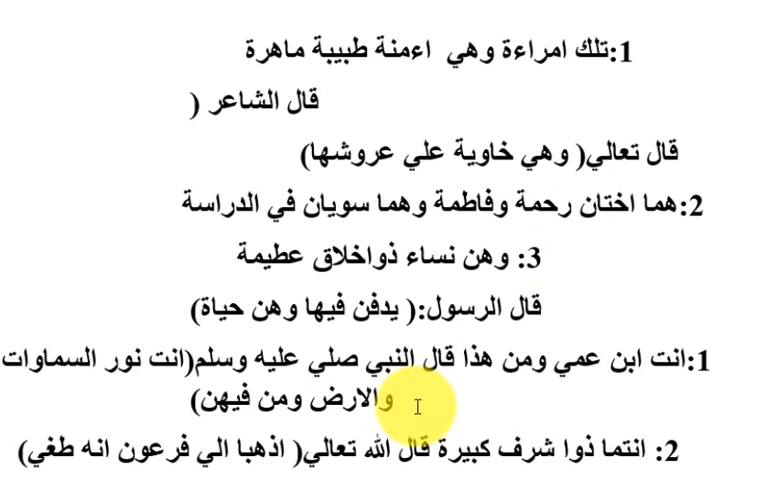 1:تلك امراءة وهي اءمنة طبيبة ماهرة
قال الشاعر (
قال تعالي( وهي خاوية علي عروشها)
2:هما اختان رحمة وفاطمة وهما سويان في الدراسة
3: وهن نساء ذواخلاق عطيمة
قال الرسول:( يدفن فيها وهن حياة)
1:انت ابن عمي ومن هذا قال النبي صلي عليه وسلم(انت نور السماوات
والارض ومن فيهن)
2: انتما ذوا شرف كبيرة قال الله تعالي( اذهبا الي فرعون انه طغي)